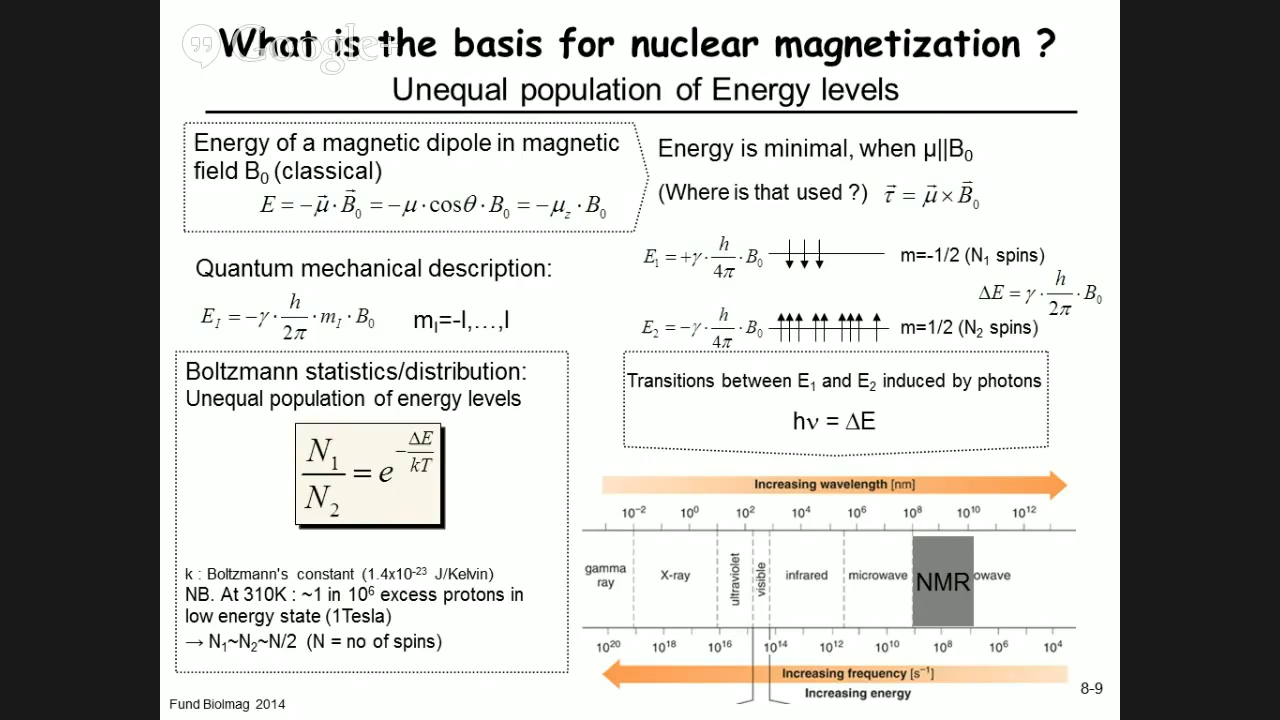 What is the basis for nuclear magnetization ?
Google+
Unequal population of Energy levels
Energy of a magnetic dipole in magnetic
field B₀ (classical)
E = −μ⃗ · B⃗₀ = −μ · cosθ · B₀ = −μ_z · B₀
Energy is minimal, when μ||B₀
(Where is that used ?) τ⃗ = μ⃗ × B⃗₀
Quantum mechanical description:
E_I = −γ · h/2π · m_I · B₀ m_I=-I,…,I
E₁ = +γ · h/4π · B₀ m=-1/2 (N₁ spins)
ΔE = γ · h/2π · B₀
E₂ = −γ · h/4π · B₀ m=1/2 (N₂ spins)
Boltzmann statistics/distribution:
Unequal population of energy levels
N₁/N₂ = e^(−ΔE/kT)
k : Boltzmann's constant (1.4x10⁻²³ J/Kelvin)
NB. At 310K : ~1 in 10⁶ excess protons in
low energy state (1Tesla)
→ N₁~N₂~N/2 (N = no of spins)
Transitions between E₁ and E₂ induced by photons
hν = ΔE
Increasing wavelength [nm]
10⁻² 10⁰ 10² 10⁴ 10⁶ 10⁸ 10¹⁰ 10¹²
gamma ray X-ray ultraviolet visible infrared microwave NMR owave
10²⁰ 10¹⁸ 10¹⁶ 10¹⁴ 10¹² 10¹⁰ 10⁸ 10⁶ 10⁴
Increasing frequency [s⁻¹]
Increasing energy
8-9
Fund BioImag 2014